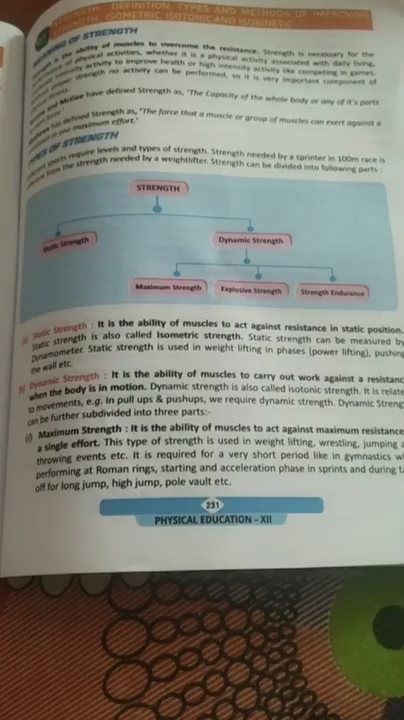 STRENGTH – DEFINITION, TYPES AND METHODS OF IMPROVING
STRENGTH – ISOMETRIC, ISOTONIC AND ISOKINETIC
MEANING OF STRENGTH
is the ability of muscles to overcome the resistance. Strength is necessary for the
of physical activities, whether it is a physical activity associated with daily living,
intensity activity to improve health or high intensity activity like competing in games.
proper strength no activity can be performed, so it is very important component of
and McGee have defined Strength as, 'The Capacity of the whole body or any of it's parts
force.'
has defined Strength as, "The force that a muscle or group of muscles can exert against a
in one maximum effort.'
TYPES OF STRENGTH
sports require levels and types of strength. Strength needed by a sprinter in 100m race is
from the strength needed by a weightlifter. Strength can be divided into following parts :
STRENGTH
Static Strength
Dynamic Strength
Maximum Strength
Explosive Strength
Strength Endurance
(a) Static Strength : It is the ability of muscles to act against resistance in static position.
Static strength is also called Isometric strength. Static strength can be measured by
Dynamometer. Static strength is used in weight lifting in phases (power lifting), pushing
the wall etc.
(b) Dynamic Strength : It is the ability of muscles to carry out work against a resistanc
when the body is in motion. Dynamic strength is also called isotonic strength. It is relate
to movements, e.g. In pull ups & pushups, we require dynamic strength. Dynamic Streng
can be further subdivided into three parts:-
(i) Maximum Strength : It is the ability of muscles to act against maximum resistance
a single effort. This type of strength is used in weight lifting, wrestling, jumping a
throwing events etc. It is required for a very short period like in gymnastics w
performing at Roman rings, starting and acceleration phase in sprints and during t
off for long jump, high jump, pole vault etc.
231
PHYSICAL EDUCATION – XII